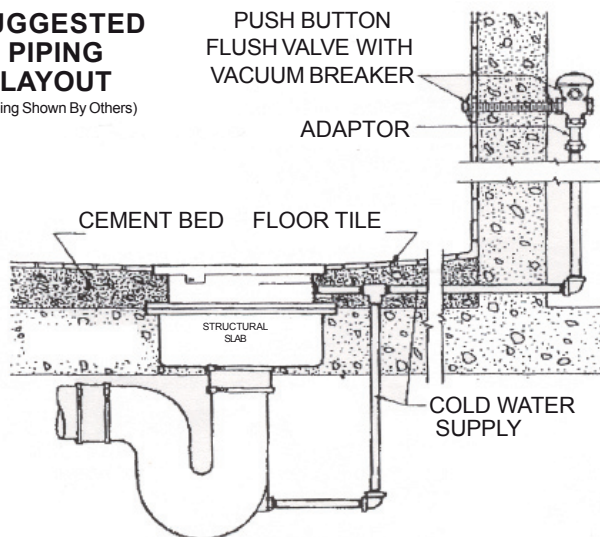 UGGESTED
PIPING
LAYOUT
ing Shown By Others)
PUSH BUTTON
FLUSH VALVE WITH
VACUUM BREAKER
ADAPTOR
CEMENT BED
FLOOR TILE
STRUCTURAL
SLAB
COLD WATER
SUPPLY